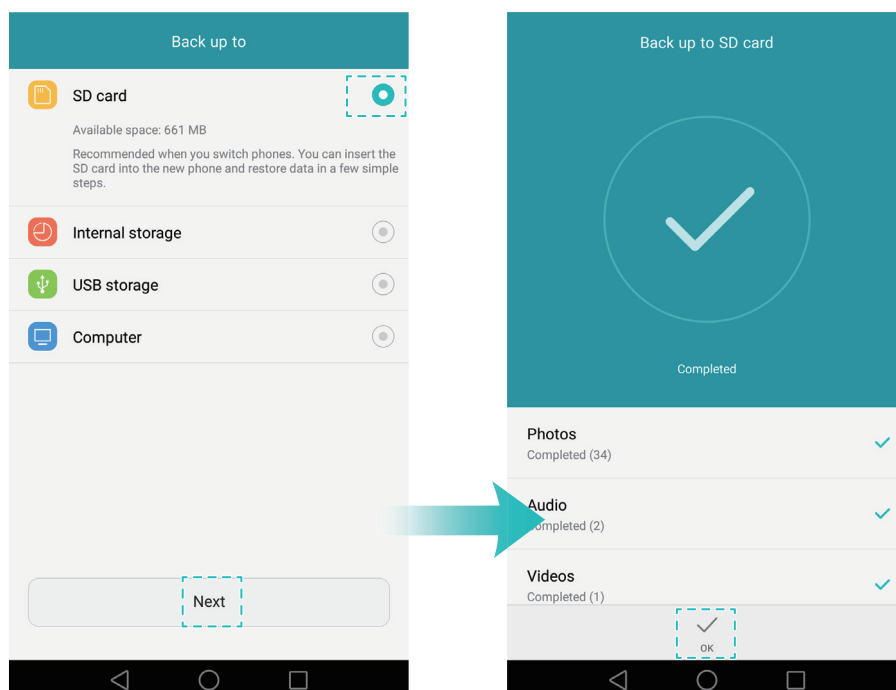 Back up to
SD card
Available space: 661 MB
Recommended when you switch phones. You can insert the
SD card into the new phone and restore data in a few simple
steps.
Internal storage
USB storage
Computer
Next
Back up to SD card
Completed
Photos
Completed (34)
Audio
Completed (2)
Videos
Completed (1)
OK